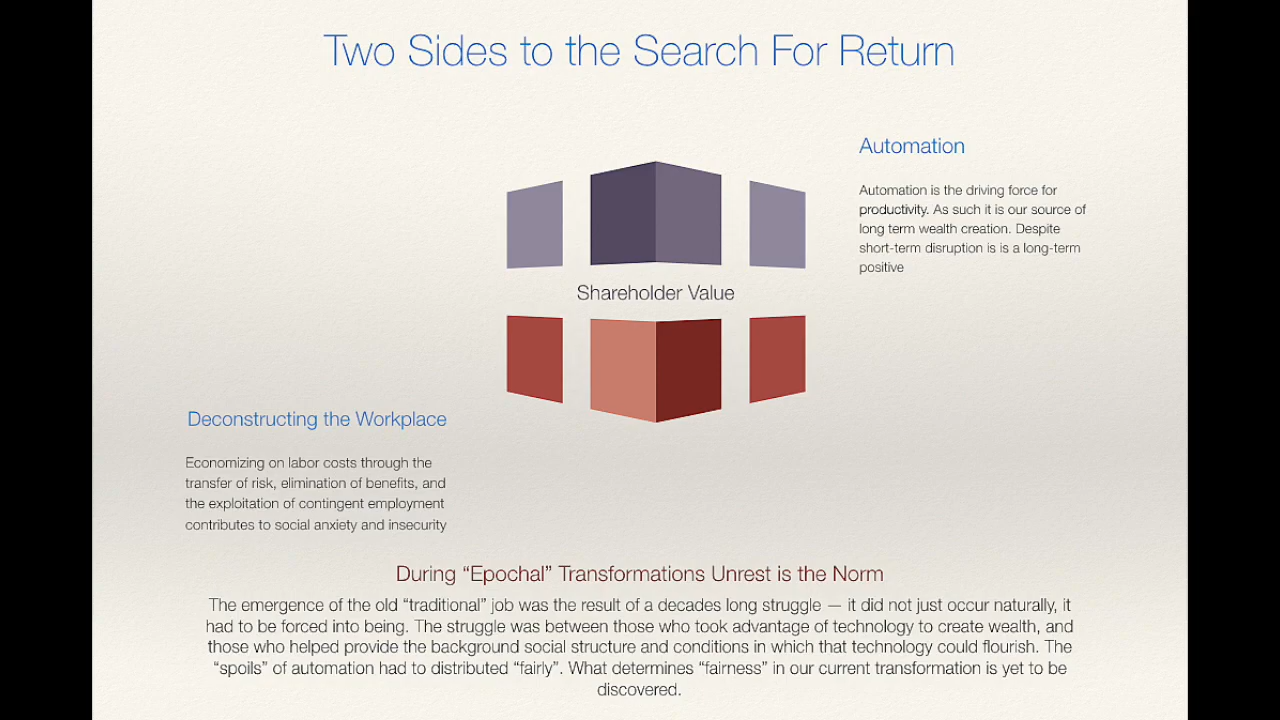 Two Sides to the Search For Return
Automation
Automation is the driving force for
productivity. As such it is our source of
long term wealth creation. Despite
short-term disruption is is a long-term
positive
Shareholder Value
Deconstructing the Workplace
Economizing on labor costs through the
transfer of risk, elimination of benefits, and
the exploitation of contingent employment
contributes to social anxiety and insecurity
During “Epochal” Transformations Unrest is the Norm
The emergence of the old “traditional” job was the result of a decades long struggle — it did not just occur naturally, it
had to be forced into being. The struggle was between those who took advantage of technology to create wealth, and
those who helped provide the background social structure and conditions in which that technology could flourish. The
“spoils” of automation had to distributed “fairly”. What determines “fairness” in our current transformation is yet to be
discovered.